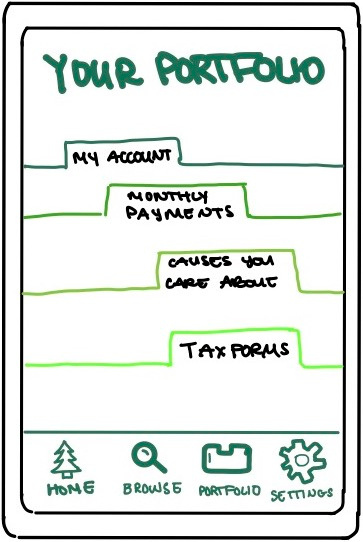 YOUR PORTFOLIO
MY ACCOUNT
MONTHLY
PAYMENTS
CAUSES YOU
CARE ABOUT
TAX FORMS
HOME BROWSE PORTFOLIO SETTINGS